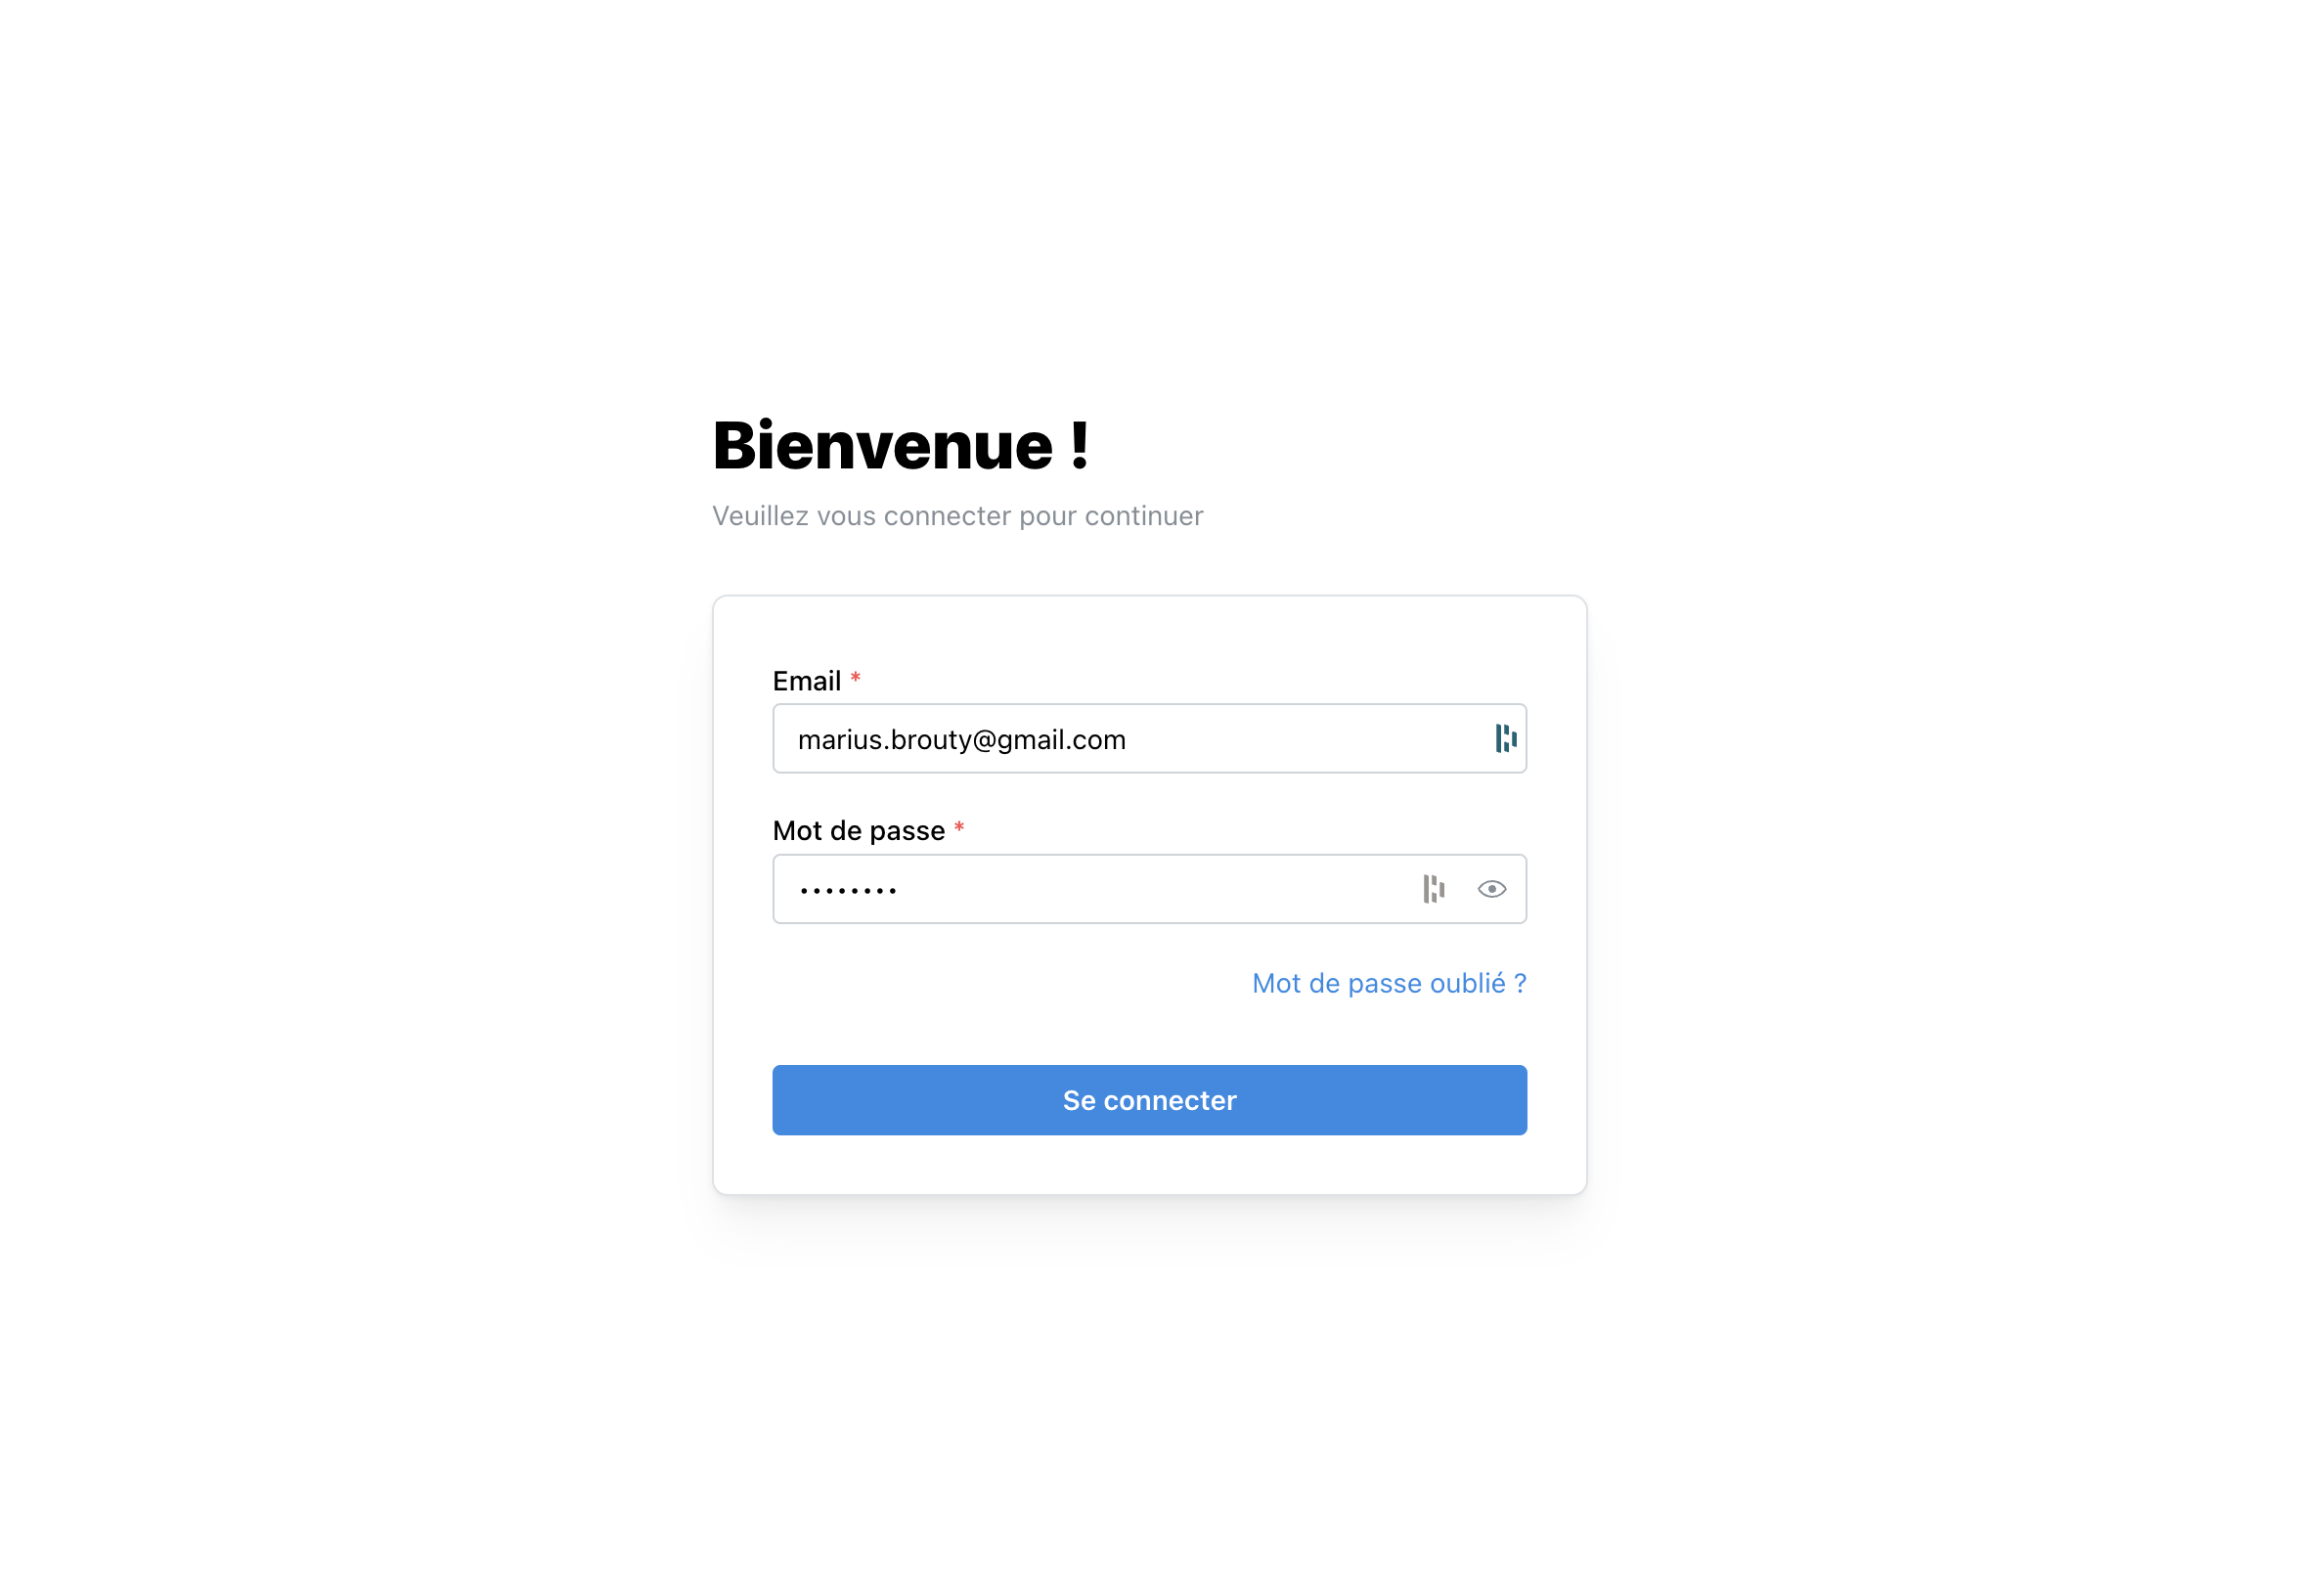 Bienvenue !
Veuillez vous connecter pour continuer
Email *
marius.brouty@gmail.com
Mot de passe *
••••••••
Mot de passe oublié ?
Se connecter